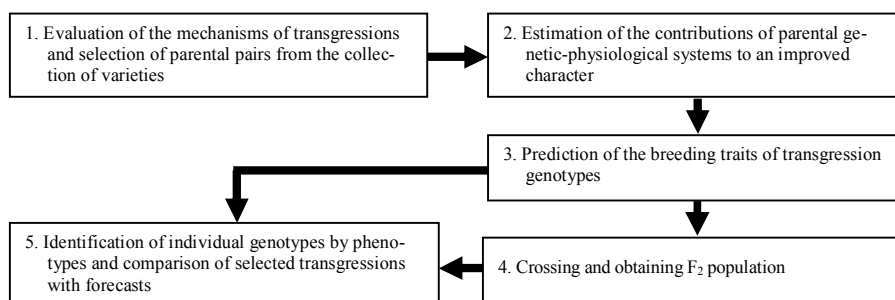 1. Evaluation of the mechanisms of transgressions
and selection of parental pairs from the collec-
tion of varieties
2. Estimation of the contributions of parental ge-
netic-physiological systems to an improved
character
3. Prediction of the breeding traits of transgression
genotypes
4. Crossing and obtaining F₂ population
5. Identification of individual genotypes by pheno-
types and comparison of selected transgressions
with forecasts